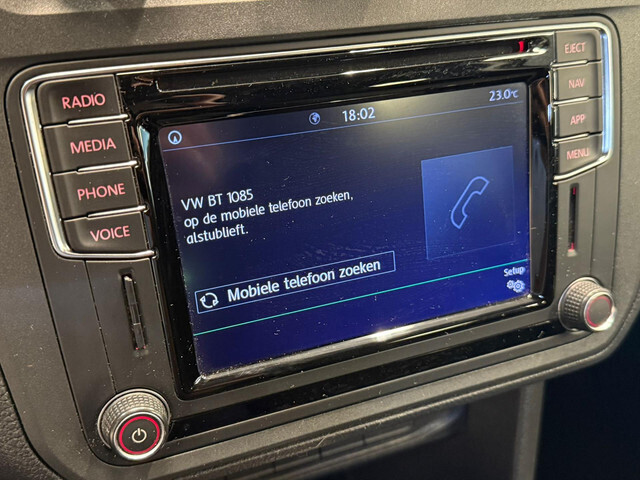 RADIO
MEDIA
PHONE
VOICE
18:02
23.0°C
VW BT 1085
op de mobiele telefoon zoeken,
alstublieft.
Mobiele telefoon zoeken
Setup
EJECT
NAV
APP
MENU